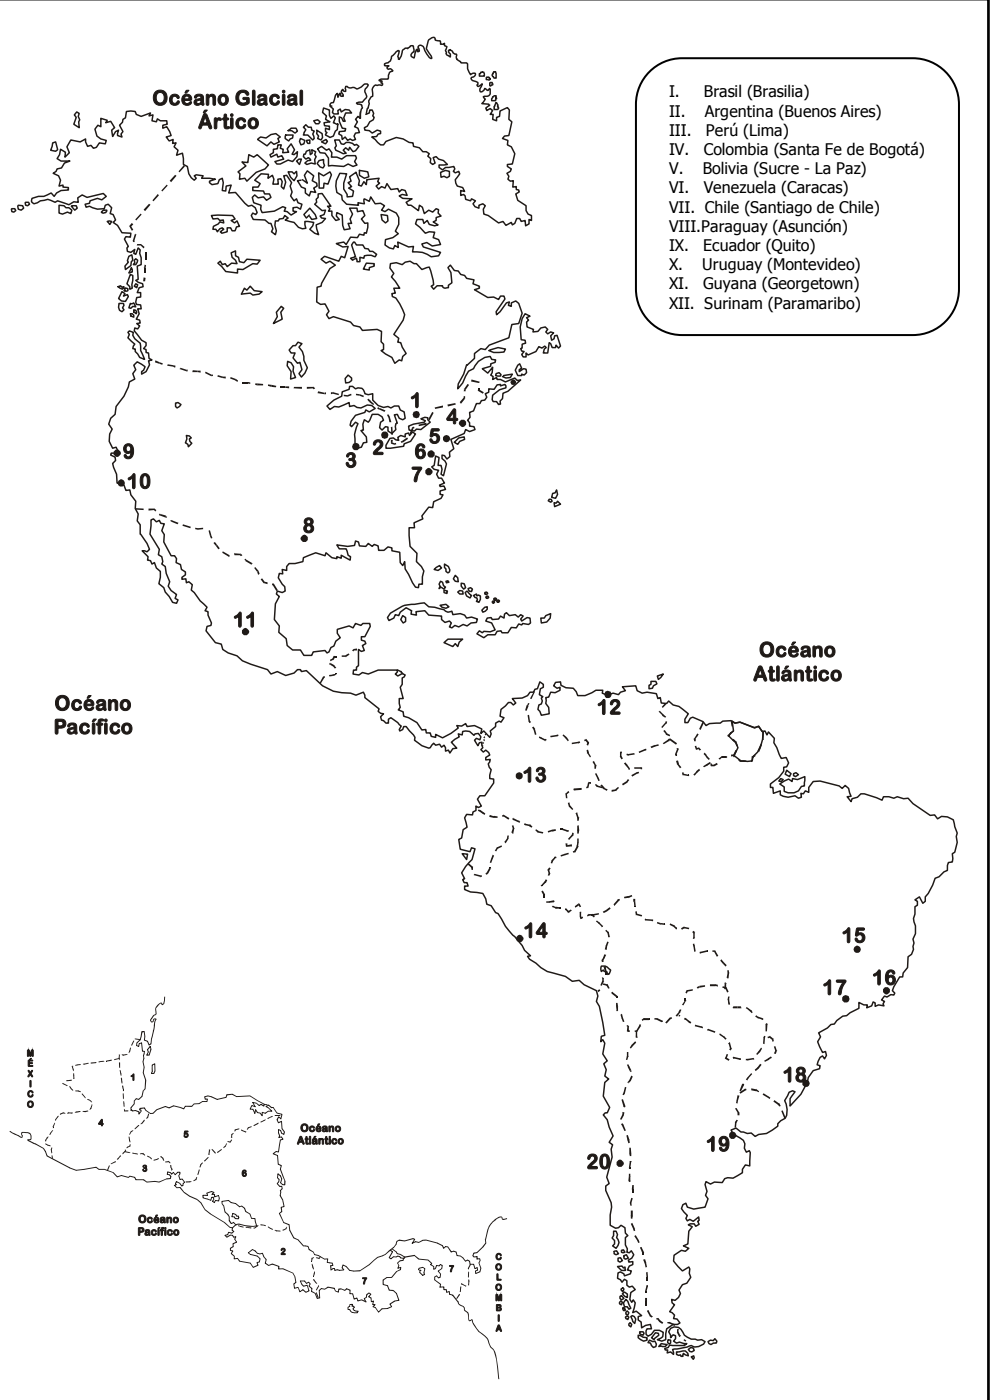 Océano Glacial
Ártico
I. Brasil (Brasilia)
II. Argentina (Buenos Aires)
III. Perú (Lima)
IV. Colombia (Santa Fe de Bogotá)
V. Bolivia (Sucre - La Paz)
VI. Venezuela (Caracas)
VII. Chile (Santiago de Chile)
VIII.Paraguay (Asunción)
IX. Ecuador (Quito)
X. Uruguay (Montevideo)
XI. Guyana (Georgetown)
XII. Surinam (Paramaribo)
1
4
5
2
3
6
7
9
10
8
11
Océano
Atlántico
Océano
Pacífico
12
13
14
15
16
17
18
19
20
MÉXICO
1
4
5
3
6
2
7
7
Océano
Atlántico
Océano
Pacífico
COLOMBIA